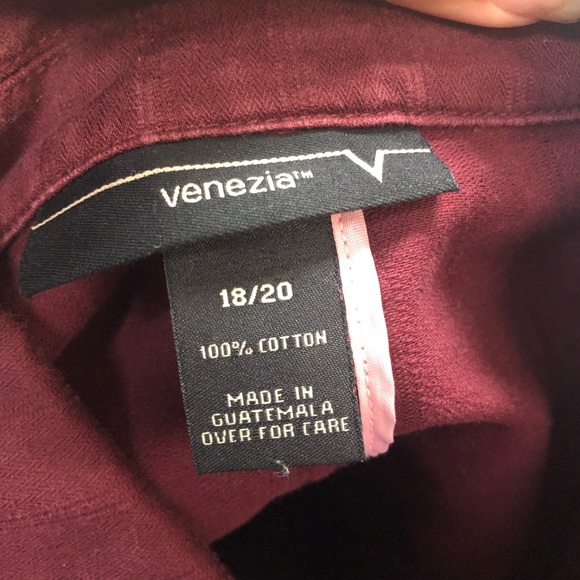 venezia™
18/20
100% COTTON
MADE IN
GUATEMALA
OVER FOR CARE